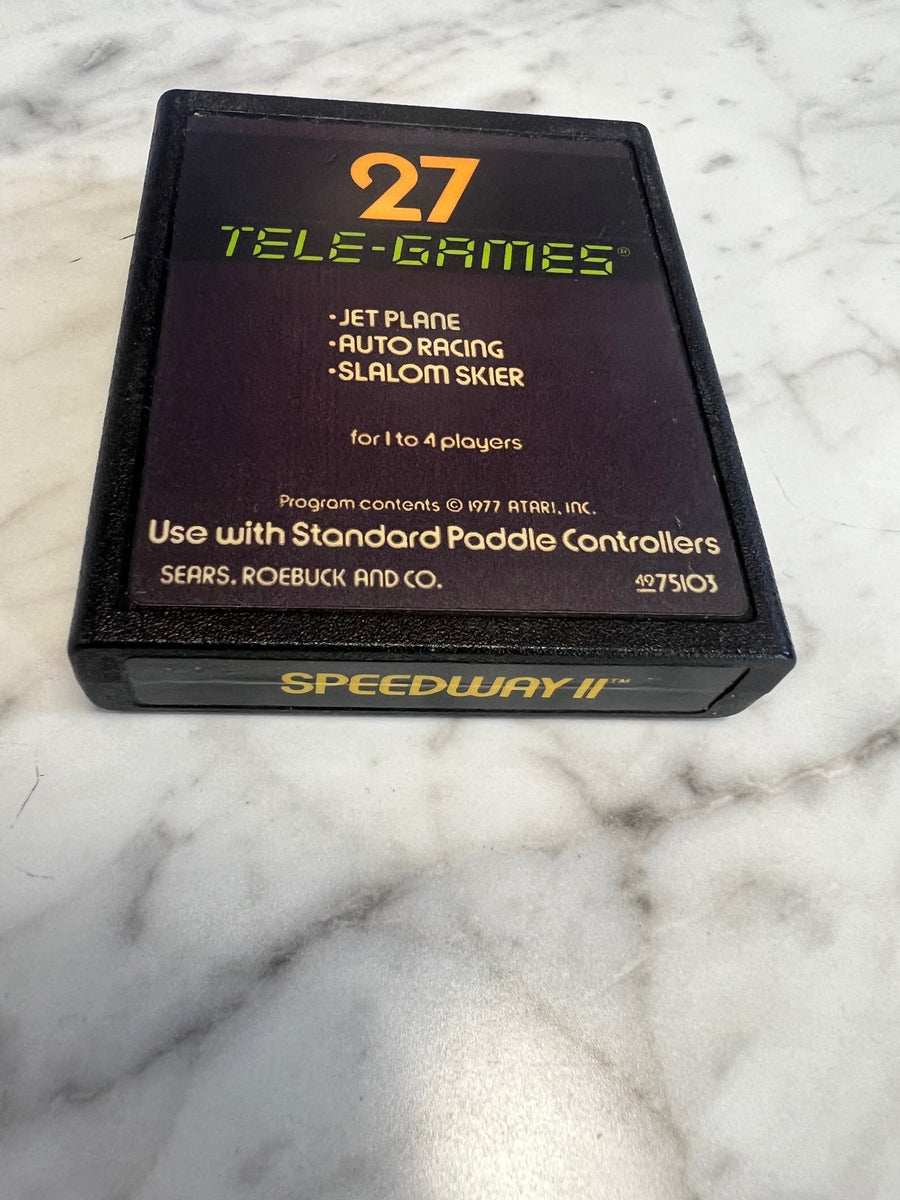 27
TELE-GAMES®
•JET PLANE
•AUTO RACING
•SLALOM SKIER
for 1 to 4 players
Program contents © 1977 ATARI, INC.
Use with Standard Paddle Controllers
SEARS, ROEBUCK AND CO. 4975103
SPEEDWAY II™